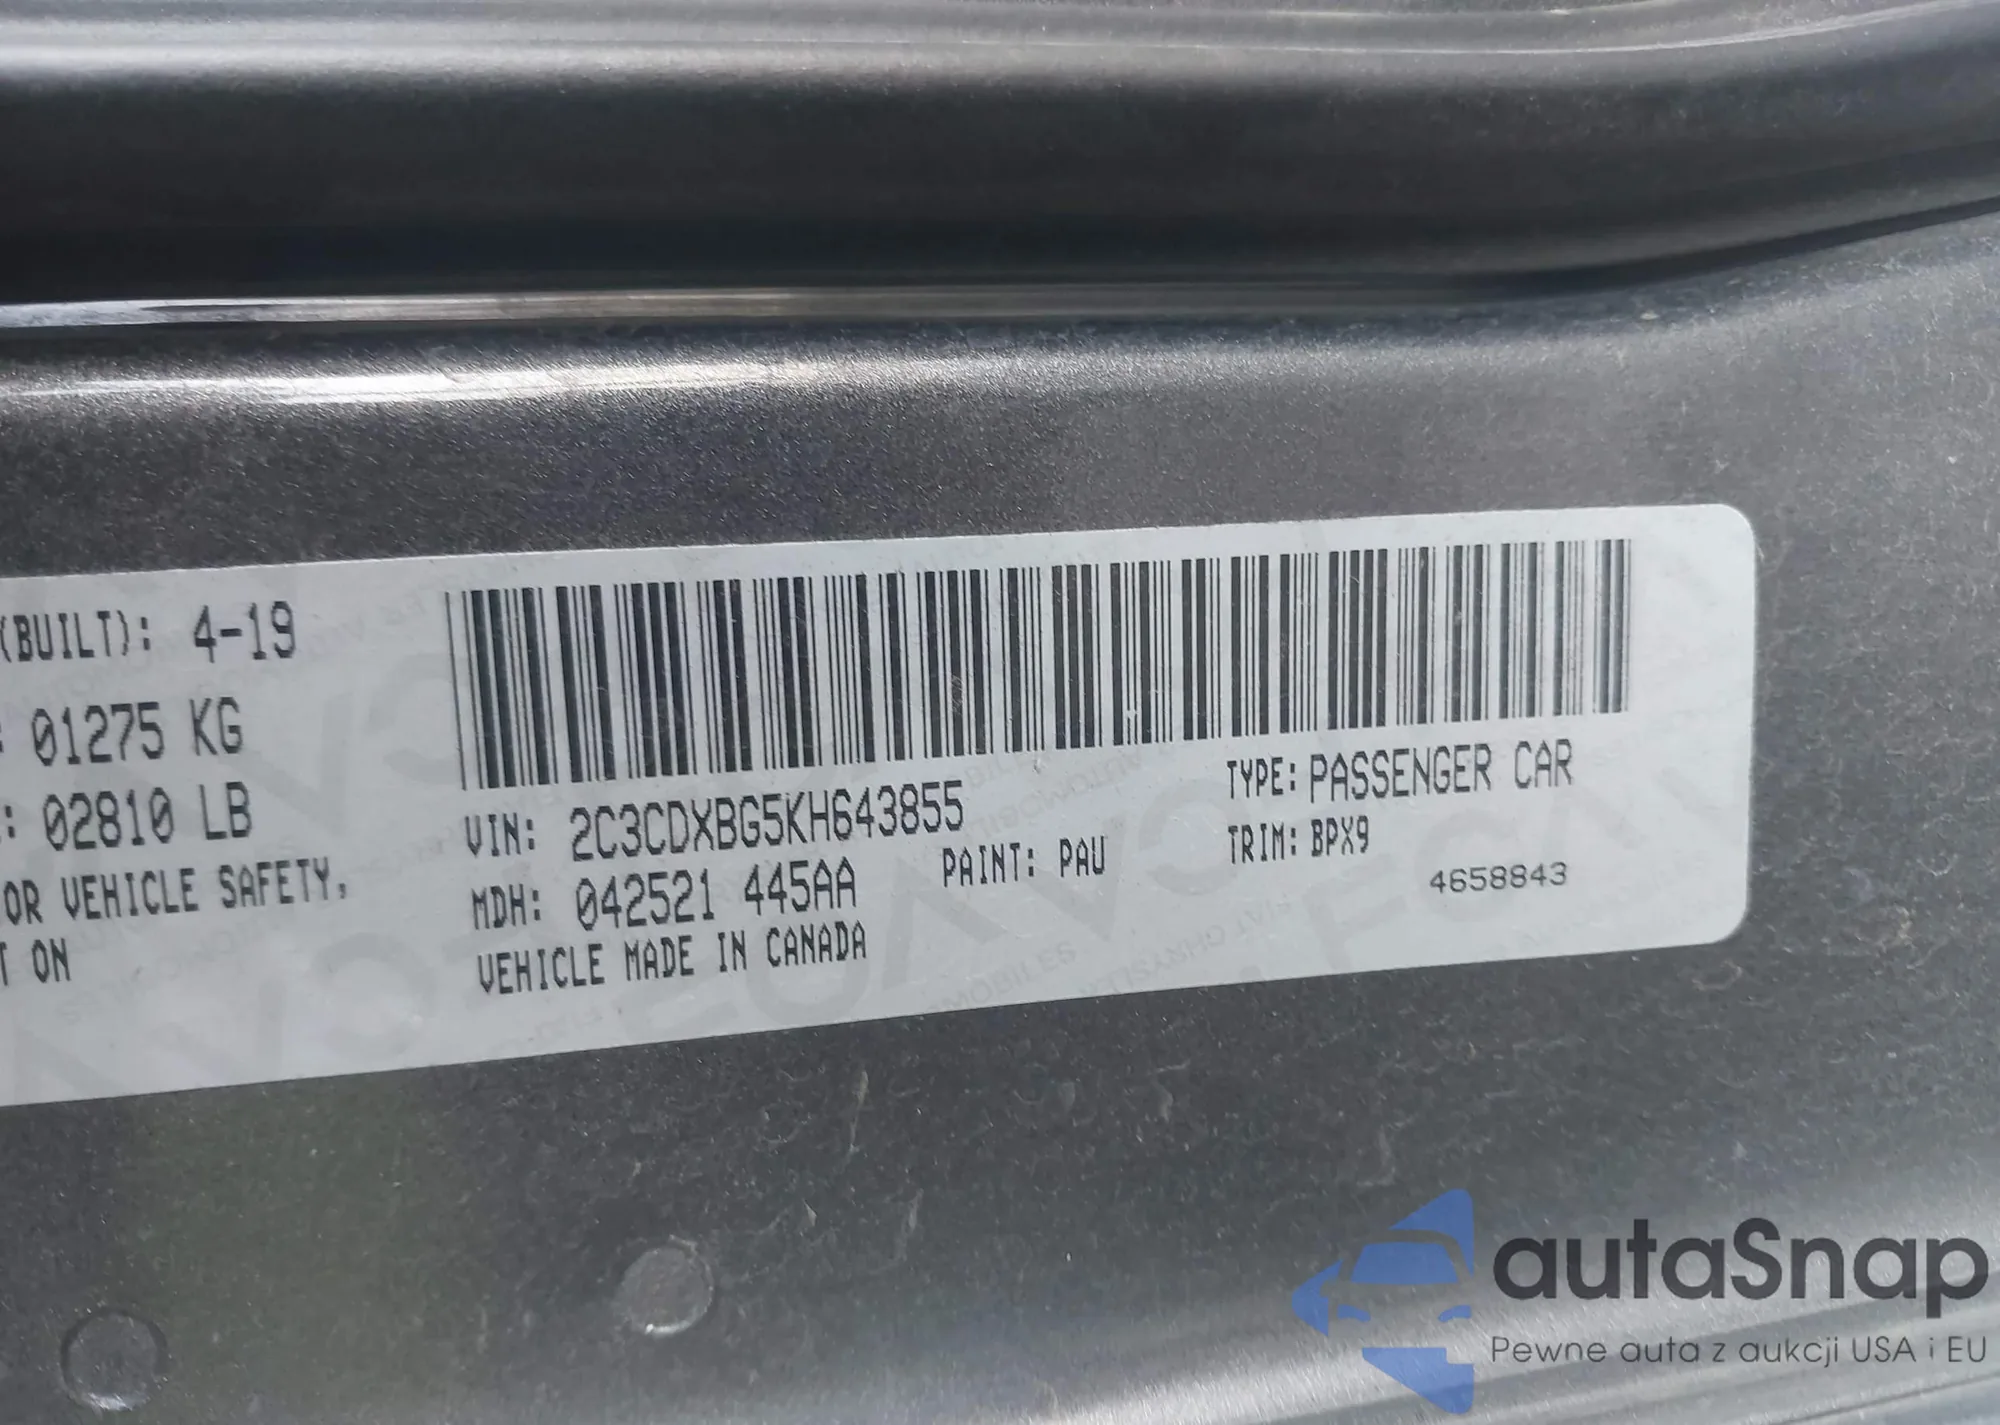 (BUILT): 4-19
: 01275 KG
: 02810 LB
OR VEHICLE SAFETY,
T ON
VIN: 2C3CDXBG5KH643855
MDH: 042521 445AA
PAINT: PAU
VEHICLE MADE IN CANADA
TYPE: PASSENGER CAR
TRIM: BPX9
4658843
autaSnap
Pewne auta z aukcji USA i EU